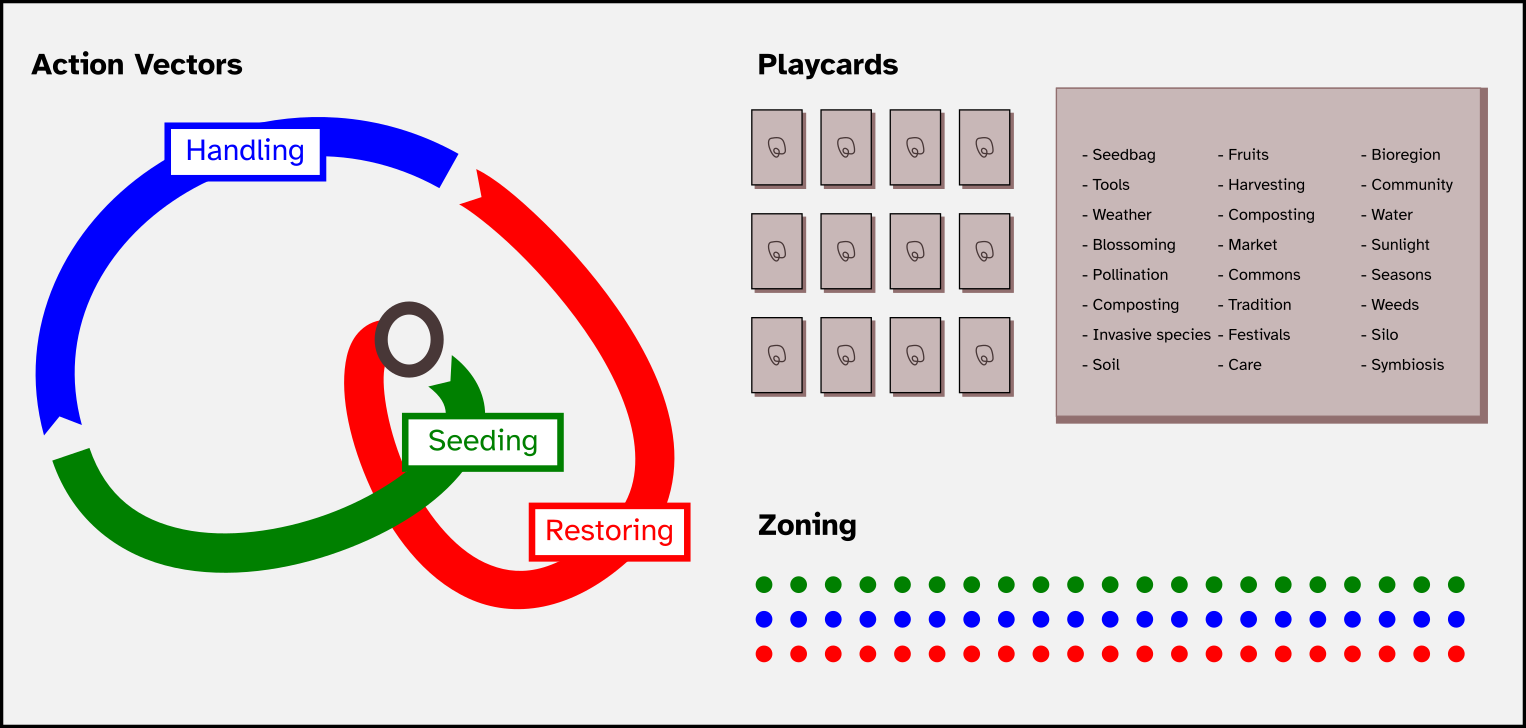 Action Vectors
Handling
Seeding
Restoring
Playcards
- Seedbag
- Tools
- Weather
- Blossoming
- Pollination
- Composting
- Invasive species
- Soil
- Fruits
- Harvesting
- Composting
- Market
- Commons
- Tradition
- Festivals
- Care
- Bioregion
- Community
- Water
- Sunlight
- Seasons
- Weeds
- Silo
- Symbiosis
Zoning